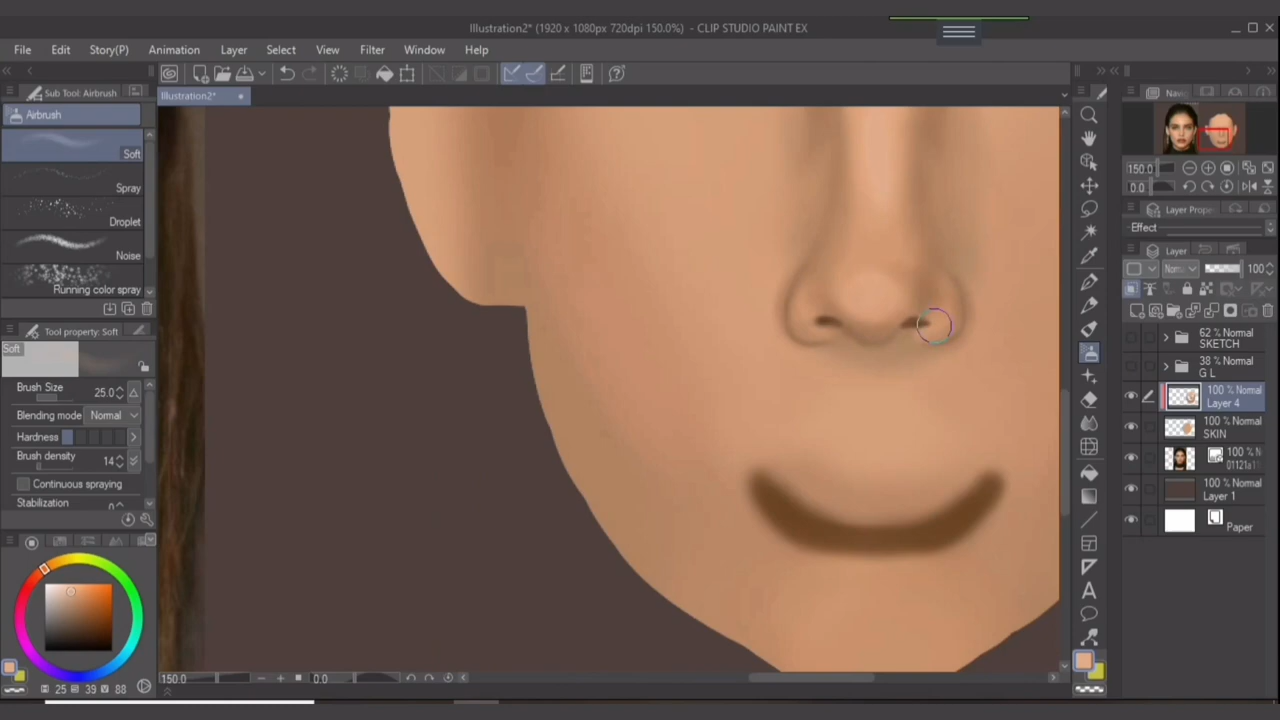 Illustration2* (1920 x 1080px 720dpi 150.0%) - CLIP STUDIO PAINT EX
File Edit Story(P) Animation Layer Select View Filter Window Help
Sub Tool: Airbrush
Illustration2*
Airbrush
Soft
Spray
Droplet
Noise
Running color spray
Tool property: Soft
Soft
Brush Size 25.0
Blending mode Normal
Hardness
Brush density 14
Continuous spraying
Stabilization
25 39 88
150.0
0.0
Navi
150.0
0.0
Layer Prope
Effect
Layer
100
62 % Normal
SKETCH
38 % Normal
G L
100 % Normal
Layer 4
100 % Normal
SKIN
100 % N
100 % Normal
Layer 1
Paper